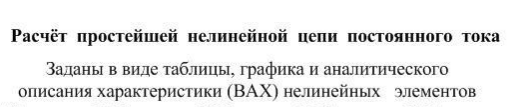 Расчёт простейшей нелинейной цепи постоянного тока
Заданы в виде таблицы, графика и аналитического
описания характеристики (ВАХ) нелинейных элементов